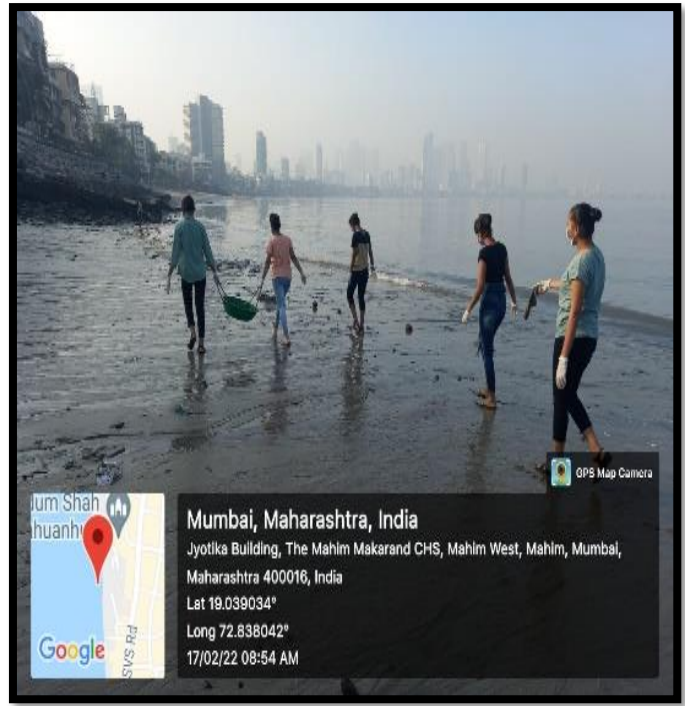 GPS Map Camera
Mumbai, Maharashtra, India
Jyotika Building, The Mahim Makarand CHS, Mahim West, Mahim, Mumbai,
Maharashtra 400016, India
Lat 19.039034°
Long 72.838042°
17/02/22 08:54 AM
Shah
SVS Rd
Google